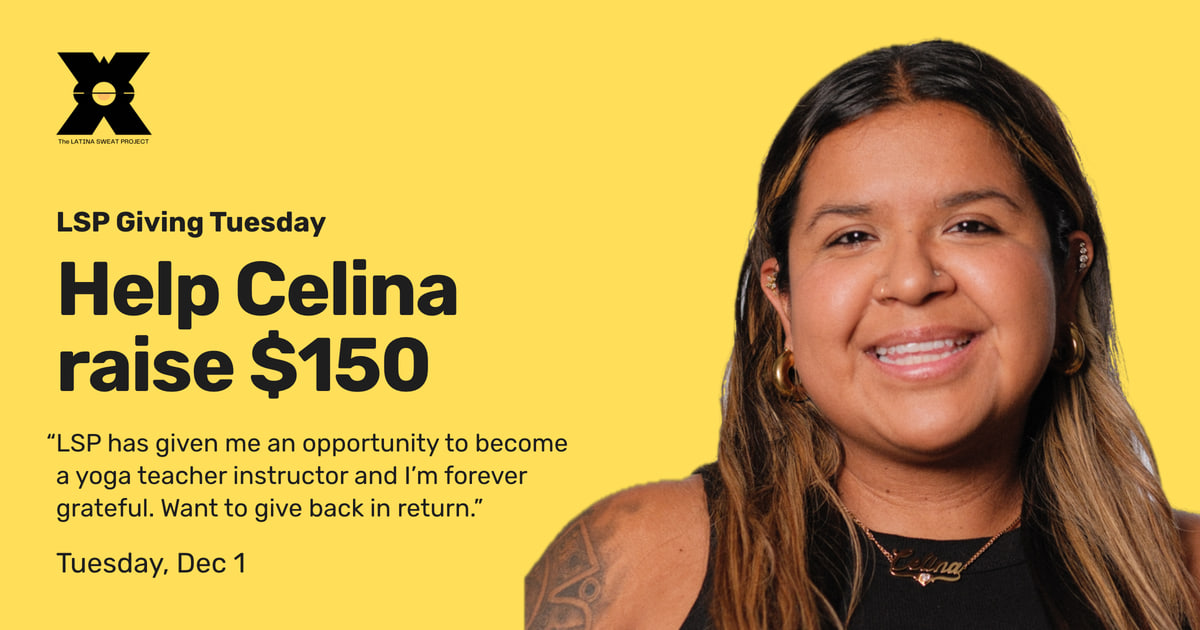 The LATINA SWEAT PROJECT
LSP Giving Tuesday
Help Celina
raise $150
“LSP has given me an opportunity to become
a yoga teacher instructor and I’m forever
grateful. Want to give back in return.”
Tuesday, Dec 1
Celina